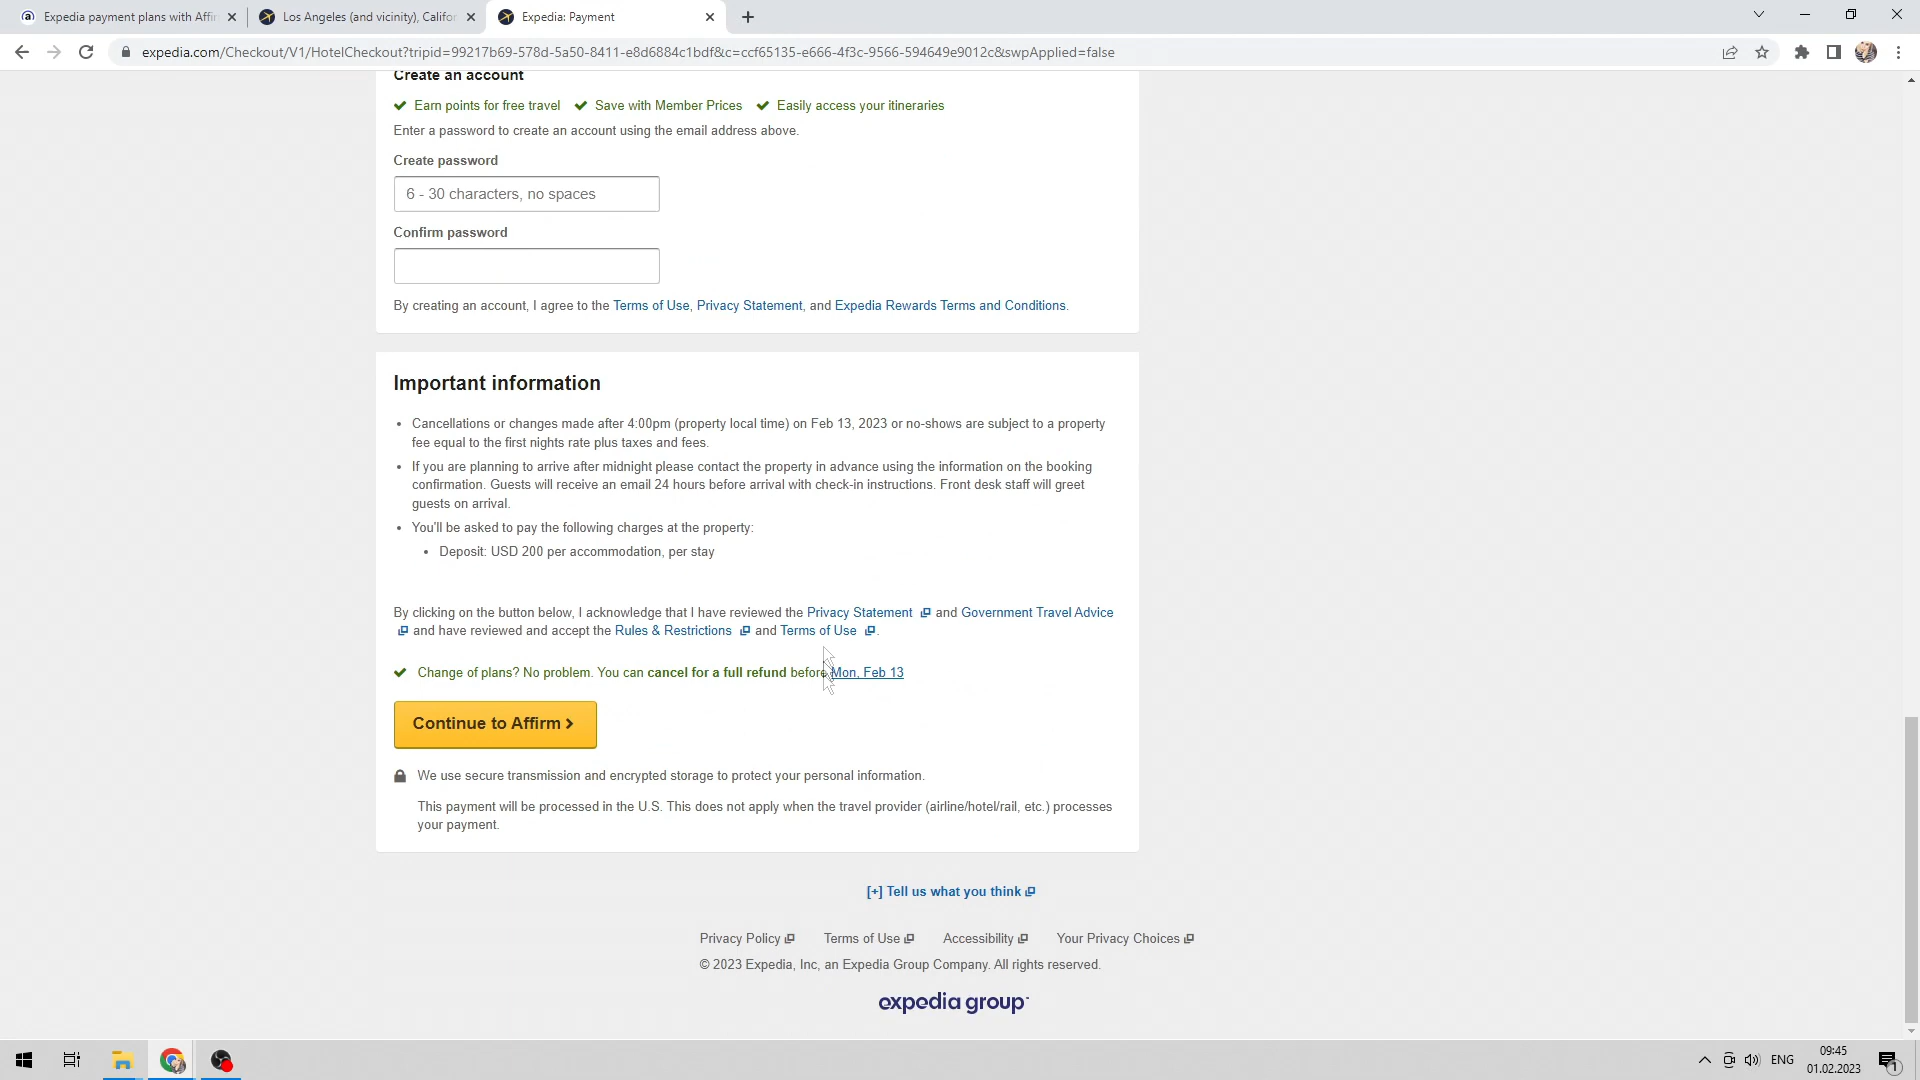 Expedia payment plans with Affir
Los Angeles (and vicinity), Califor
Expedia: Payment
expedia.com/Checkout/V1/HotelCheckout?tripid=99217b69-578d-5a50-8411-e8d6884c1bdf&c=ccf65135-e666-4f3c-9566-594649e9012c&swpApplied=false
Create an account
Earn points for free travel Save with Member Prices Easily access your itineraries
Enter a password to create an account using the email address above.
Create password
6 - 30 characters, no spaces
Confirm password
By creating an account, I agree to the Terms of Use, Privacy Statement, and Expedia Rewards Terms and Conditions.
Important information
• Cancellations or changes made after 4:00pm (property local time) on Feb 13, 2023 or no-shows are subject to a property
fee equal to the first nights rate plus taxes and fees.
• If you are planning to arrive after midnight please contact the property in advance using the information on the booking
confirmation. Guests will receive an email 24 hours before arrival with check-in instructions. Front desk staff will greet
guests on arrival.
• You'll be asked to pay the following charges at the property:
• Deposit: USD 200 per accommodation, per stay
By clicking on the button below, I acknowledge that I have reviewed the Privacy Statement and Government Travel Advice
and have reviewed and accept the Rules & Restrictions and Terms of Use .
Change of plans? No problem. You can cancel for a full refund before Mon, Feb 13
Continue to Affirm >
We use secure transmission and encrypted storage to protect your personal information.
This payment will be processed in the U.S. This does not apply when the travel provider (airline/hotel/rail, etc.) processes
your payment.
[+] Tell us what you think
Privacy Policy Terms of Use Accessibility Your Privacy Choices
© 2023 Expedia, Inc, an Expedia Group Company. All rights reserved.
expedia group
ENG
09:45
01.02.2023
1